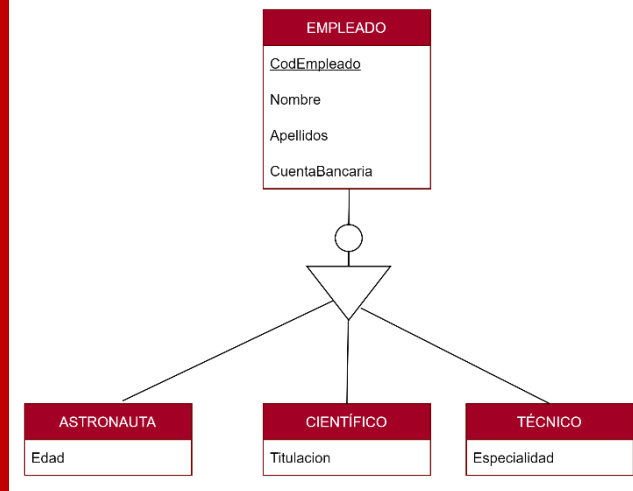 EMPLEADO
CodEmpleado
Nombre
Apellidos
CuentaBancaria
ASTRONAUTA
Edad
CIENTÍFICO
Titulacion
TÉCNICO
Especialidad